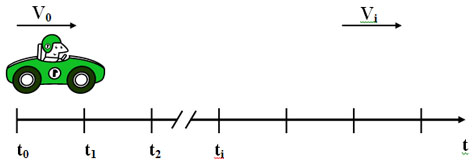 V₀ Vᵢ
P
t₀ t₁ t₂ tᵢ t